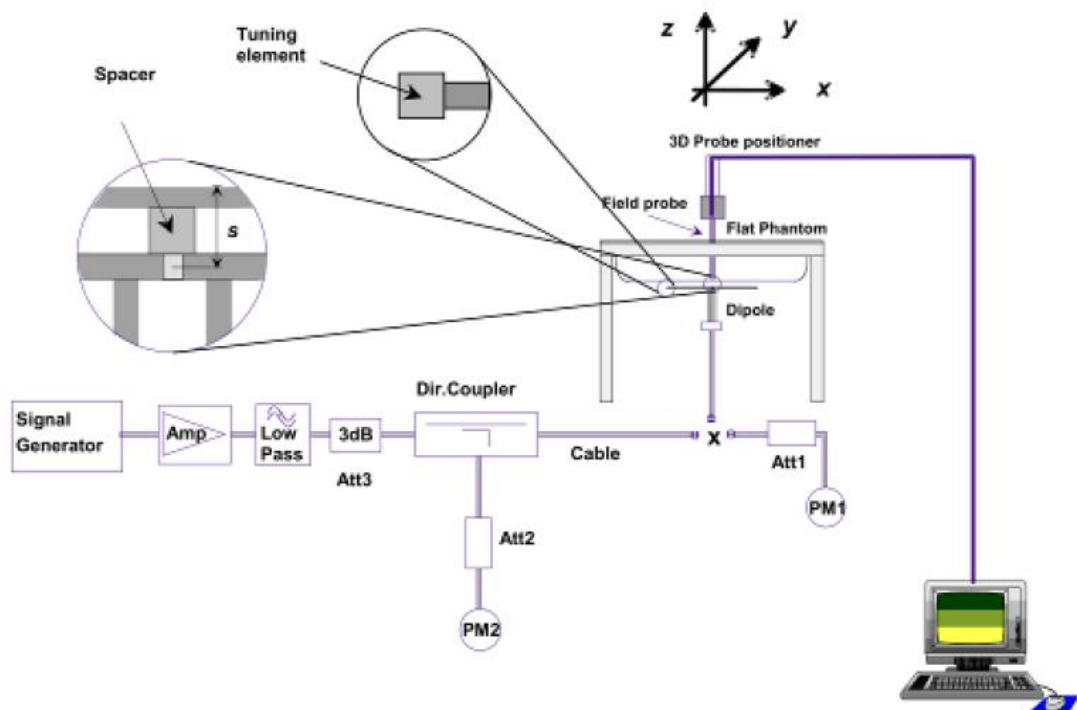 Tuning
element
Spacer
z
y
x
3D Probe positioner
Field probe
Flat Phantom
s
Dipole
Dir.Coupler
Signal
Generator
Amp
Low
Pass
3dB
Att3
Cable
X
Att1
PM1
Att2
PM2